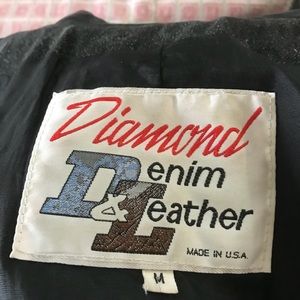 Diamond
Denim
& Leather
MADE IN U.S.A.
M